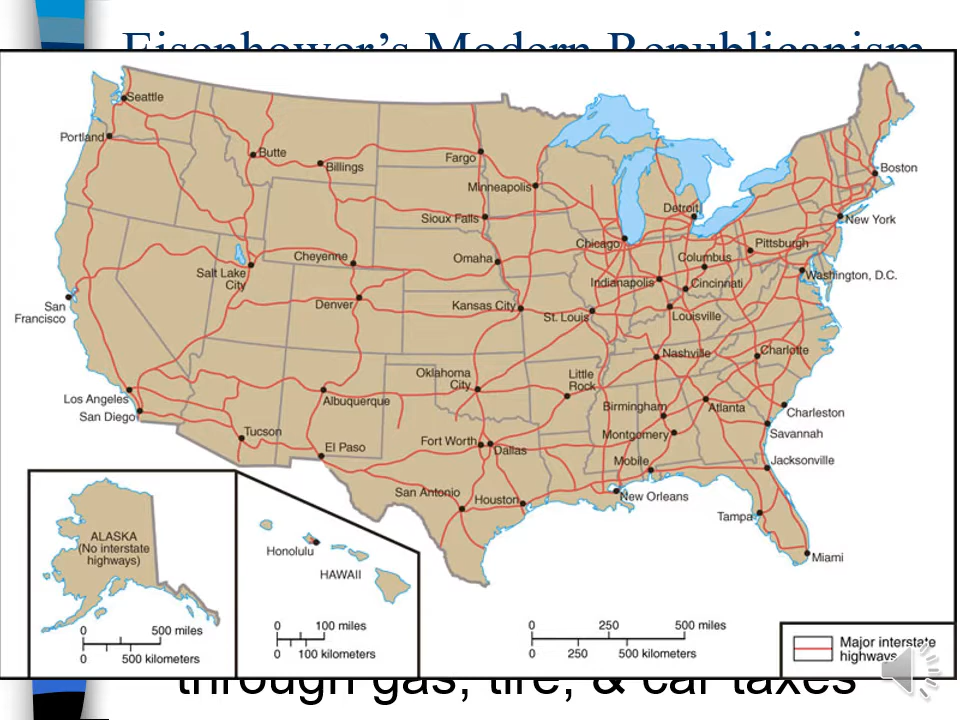 Eisenhower's Modern Republicanism
Seattle
Portland
Butte
Billings
Fargo
Minneapolis
Sioux Falls
Boston
New York
Detroit
Chicago
Pittsburgh
Columbus
Washington, D.C.
Indianapolis
Cincinnati
Cheyenne
Omaha
Salt Lake
City
Denver
Kansas City
St. Louis
Louisville
San
Francisco
Nashville
Charlotte
Oklahoma
City
Little
Rock
Los Angeles
San Diego
Albuquerque
Birmingham
Atlanta
Charleston
Tucson
Montgomery
Savannah
El Paso
Fort Worth
Dallas
Mobile
Jacksonville
San Antonio
Houston
New Orleans
Tampa
Miami
ALASKA
(No interstate
highways)
0 500 miles
0 500 kilometers
Honolulu
HAWAII
0 100 miles
0 100 kilometers
0 250 500 miles
0 250 500 kilometers
Major interstate
highways
through gas, tire, & car taxes